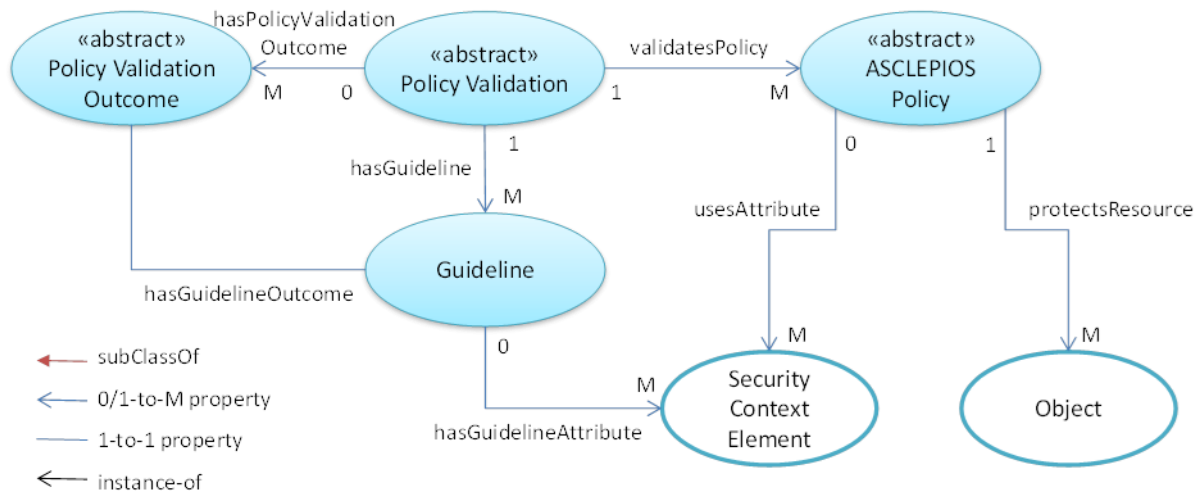 hasPolicyValidation
Outcome
«abstract»
Policy Validation
Outcome
M
0
«abstract»
Policy Validation
validatesPolicy
1
M
«abstract»
ASCLEPIOS
Policy
1
hasGuideline
M
0
1
usesAttribute
protectsResource
Guideline
hasGuidelineOutcome
0
M
M
M
hasGuidelineAttribute
Security
Context
Element
Object
subClassOf
0/1-to-M property
1-to-1 property
instance-of